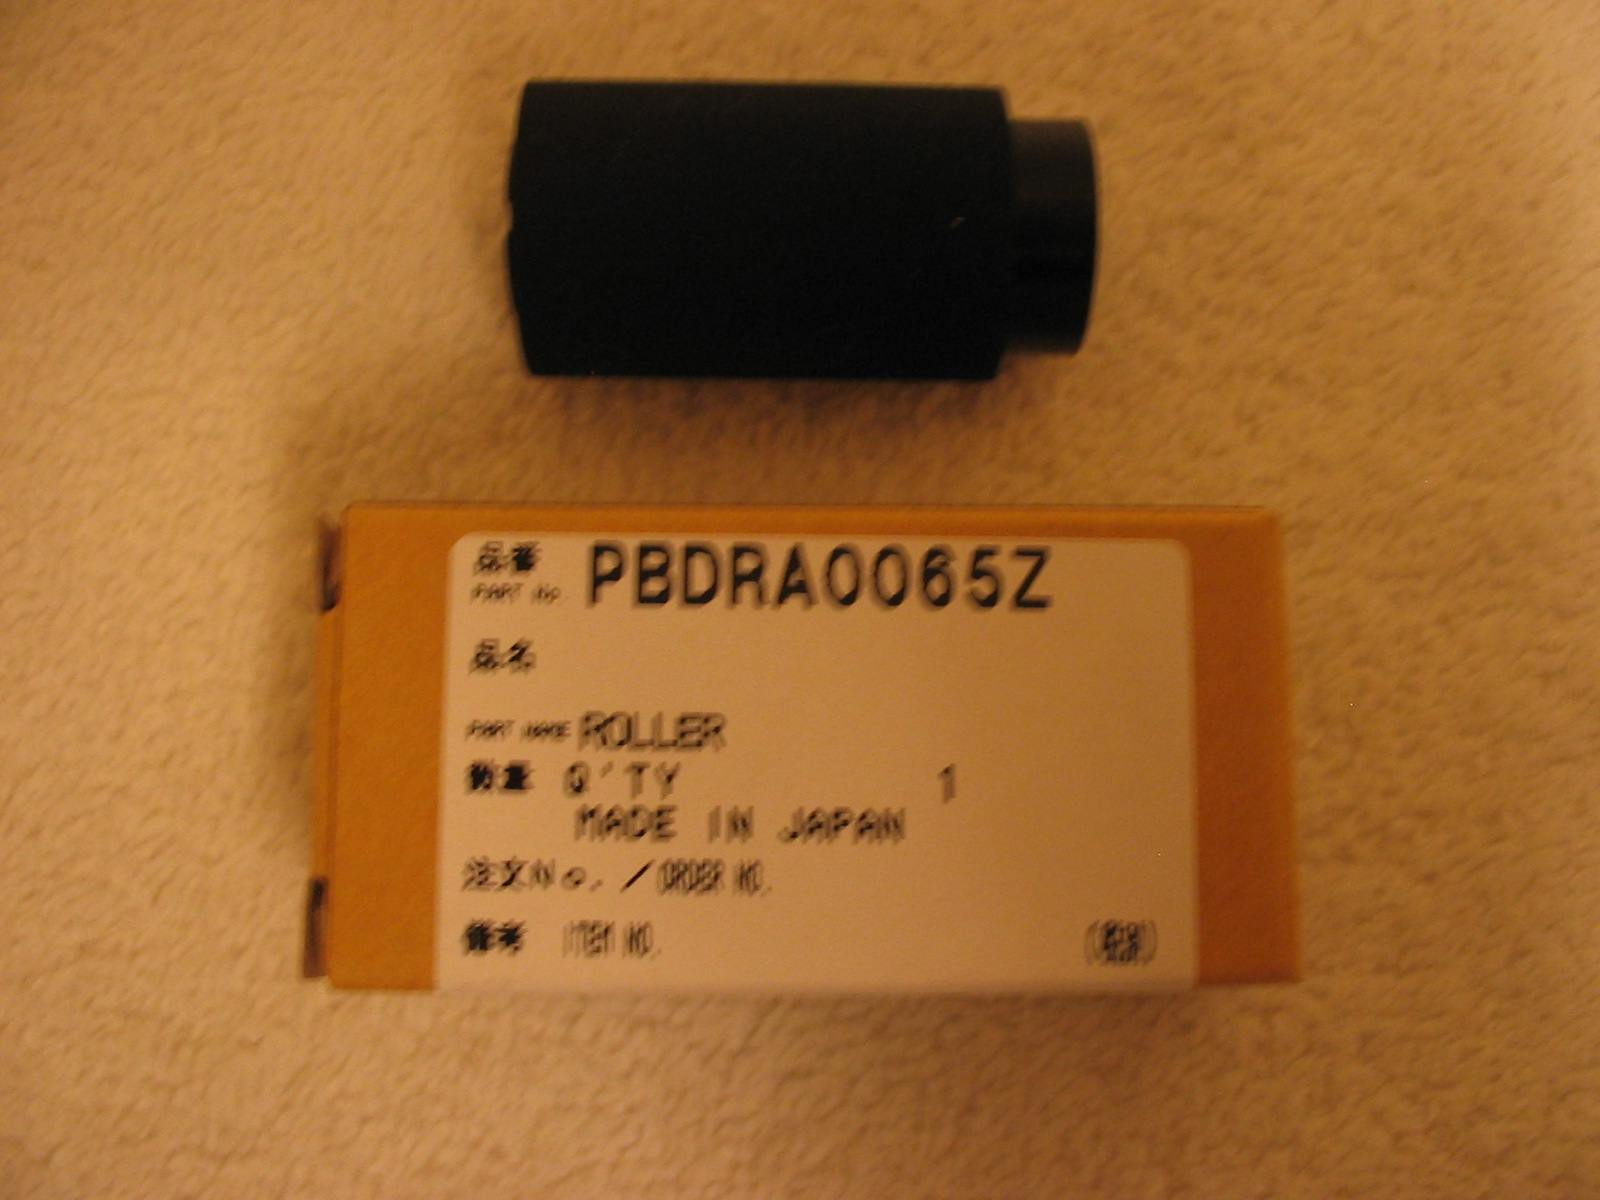 品番 PBDRA0065Z
PART No.
品名
PART NAME ROLLER
数量 Q'TY 1
MADE IN JAPAN
注文No. / ORDER NO.
備考 ITEM NO.